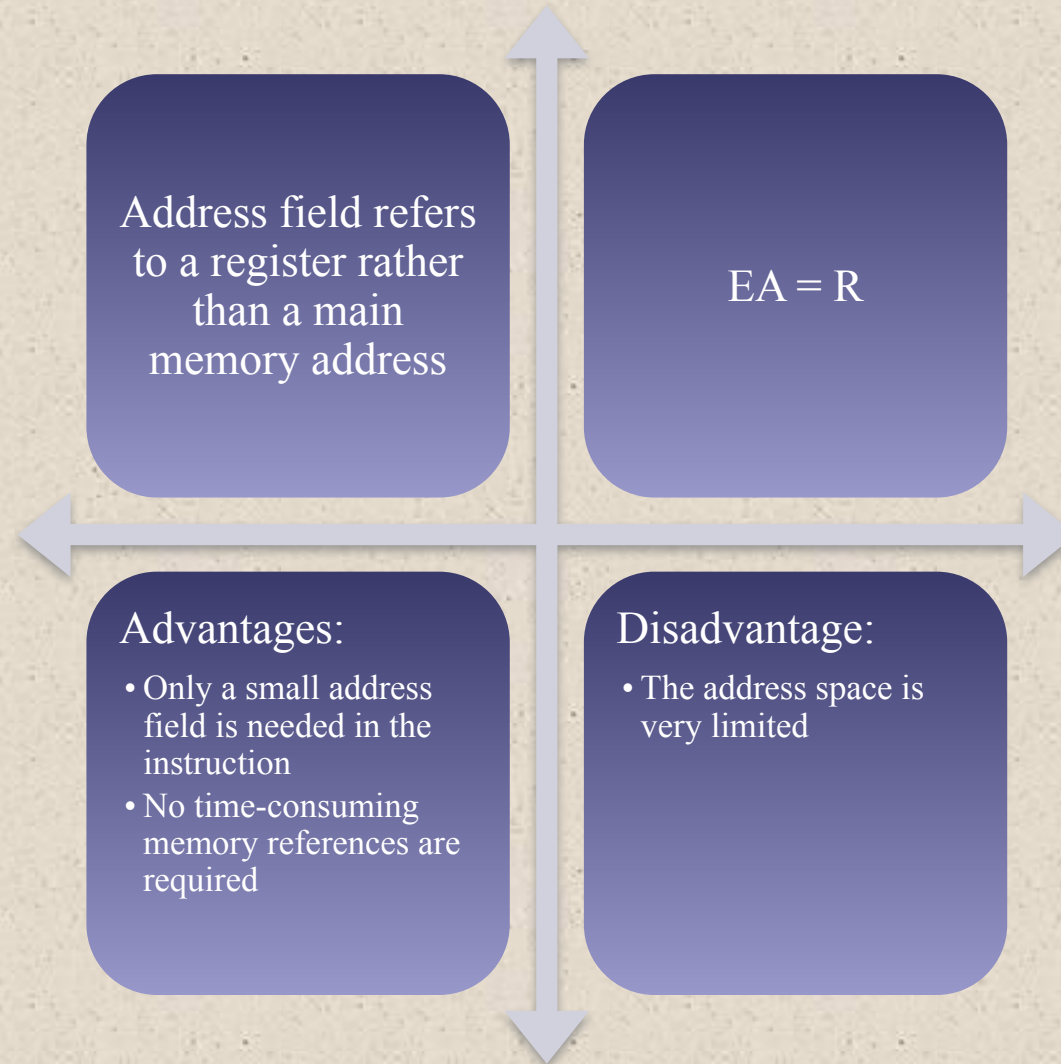 Address field refers
to a register rather
than a main
memory address
EA = R
Advantages:
• Only a small address
field is needed in the
instruction
• No time-consuming
memory references are
required
Disadvantage:
• The address space is
very limited